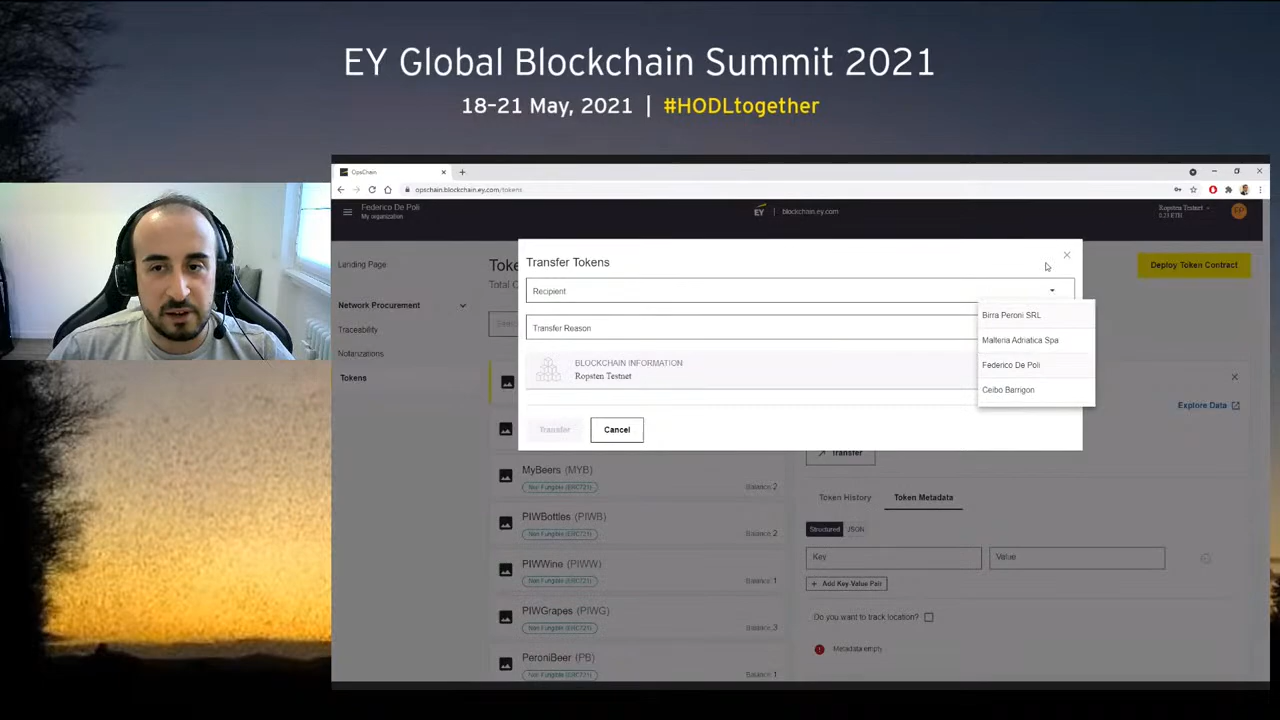 EY Global Blockchain Summit 2021
18–21 May, 2021 | #HODLtogether
OpsChain
opschain.blockchain.ey.com/tokens
Federico De Poli
My organization
EY | blockchain.ey.com
Ropsten Testnet
Landing Page
Network Procurement
Traceability
Notarizations
Tokens
Toke
Total C
Deploy Token Contract
Transfer Tokens
Recipient
Transfer Reason
BLOCKCHAIN INFORMATION
Ropsten Testnet
Transfer
Cancel
Birra Peroni SRL
Malteria Adriatica Spa
Federico De Poli
Ceibo Barrigon
Explore Data
Transfer
MyBeers (MYB)
Non Fungible (ERC721)
Balance: 2
PIWBottles (PIWB)
Non Fungible (ERC721)
Balance: 2
PIWWine (PIWW)
Non Fungible (ERC721)
Balance: 1
PIWGrapes (PIWG)
Non Fungible (ERC721)
Balance: 3
PeroniBeer (PB)
Non Fungible (ERC721)
Balance: 1
Token History
Token Metadata
Structured
JSON
Key
Value
+ Add Key-Value Pair
Do you want to track location?
Metadata empty